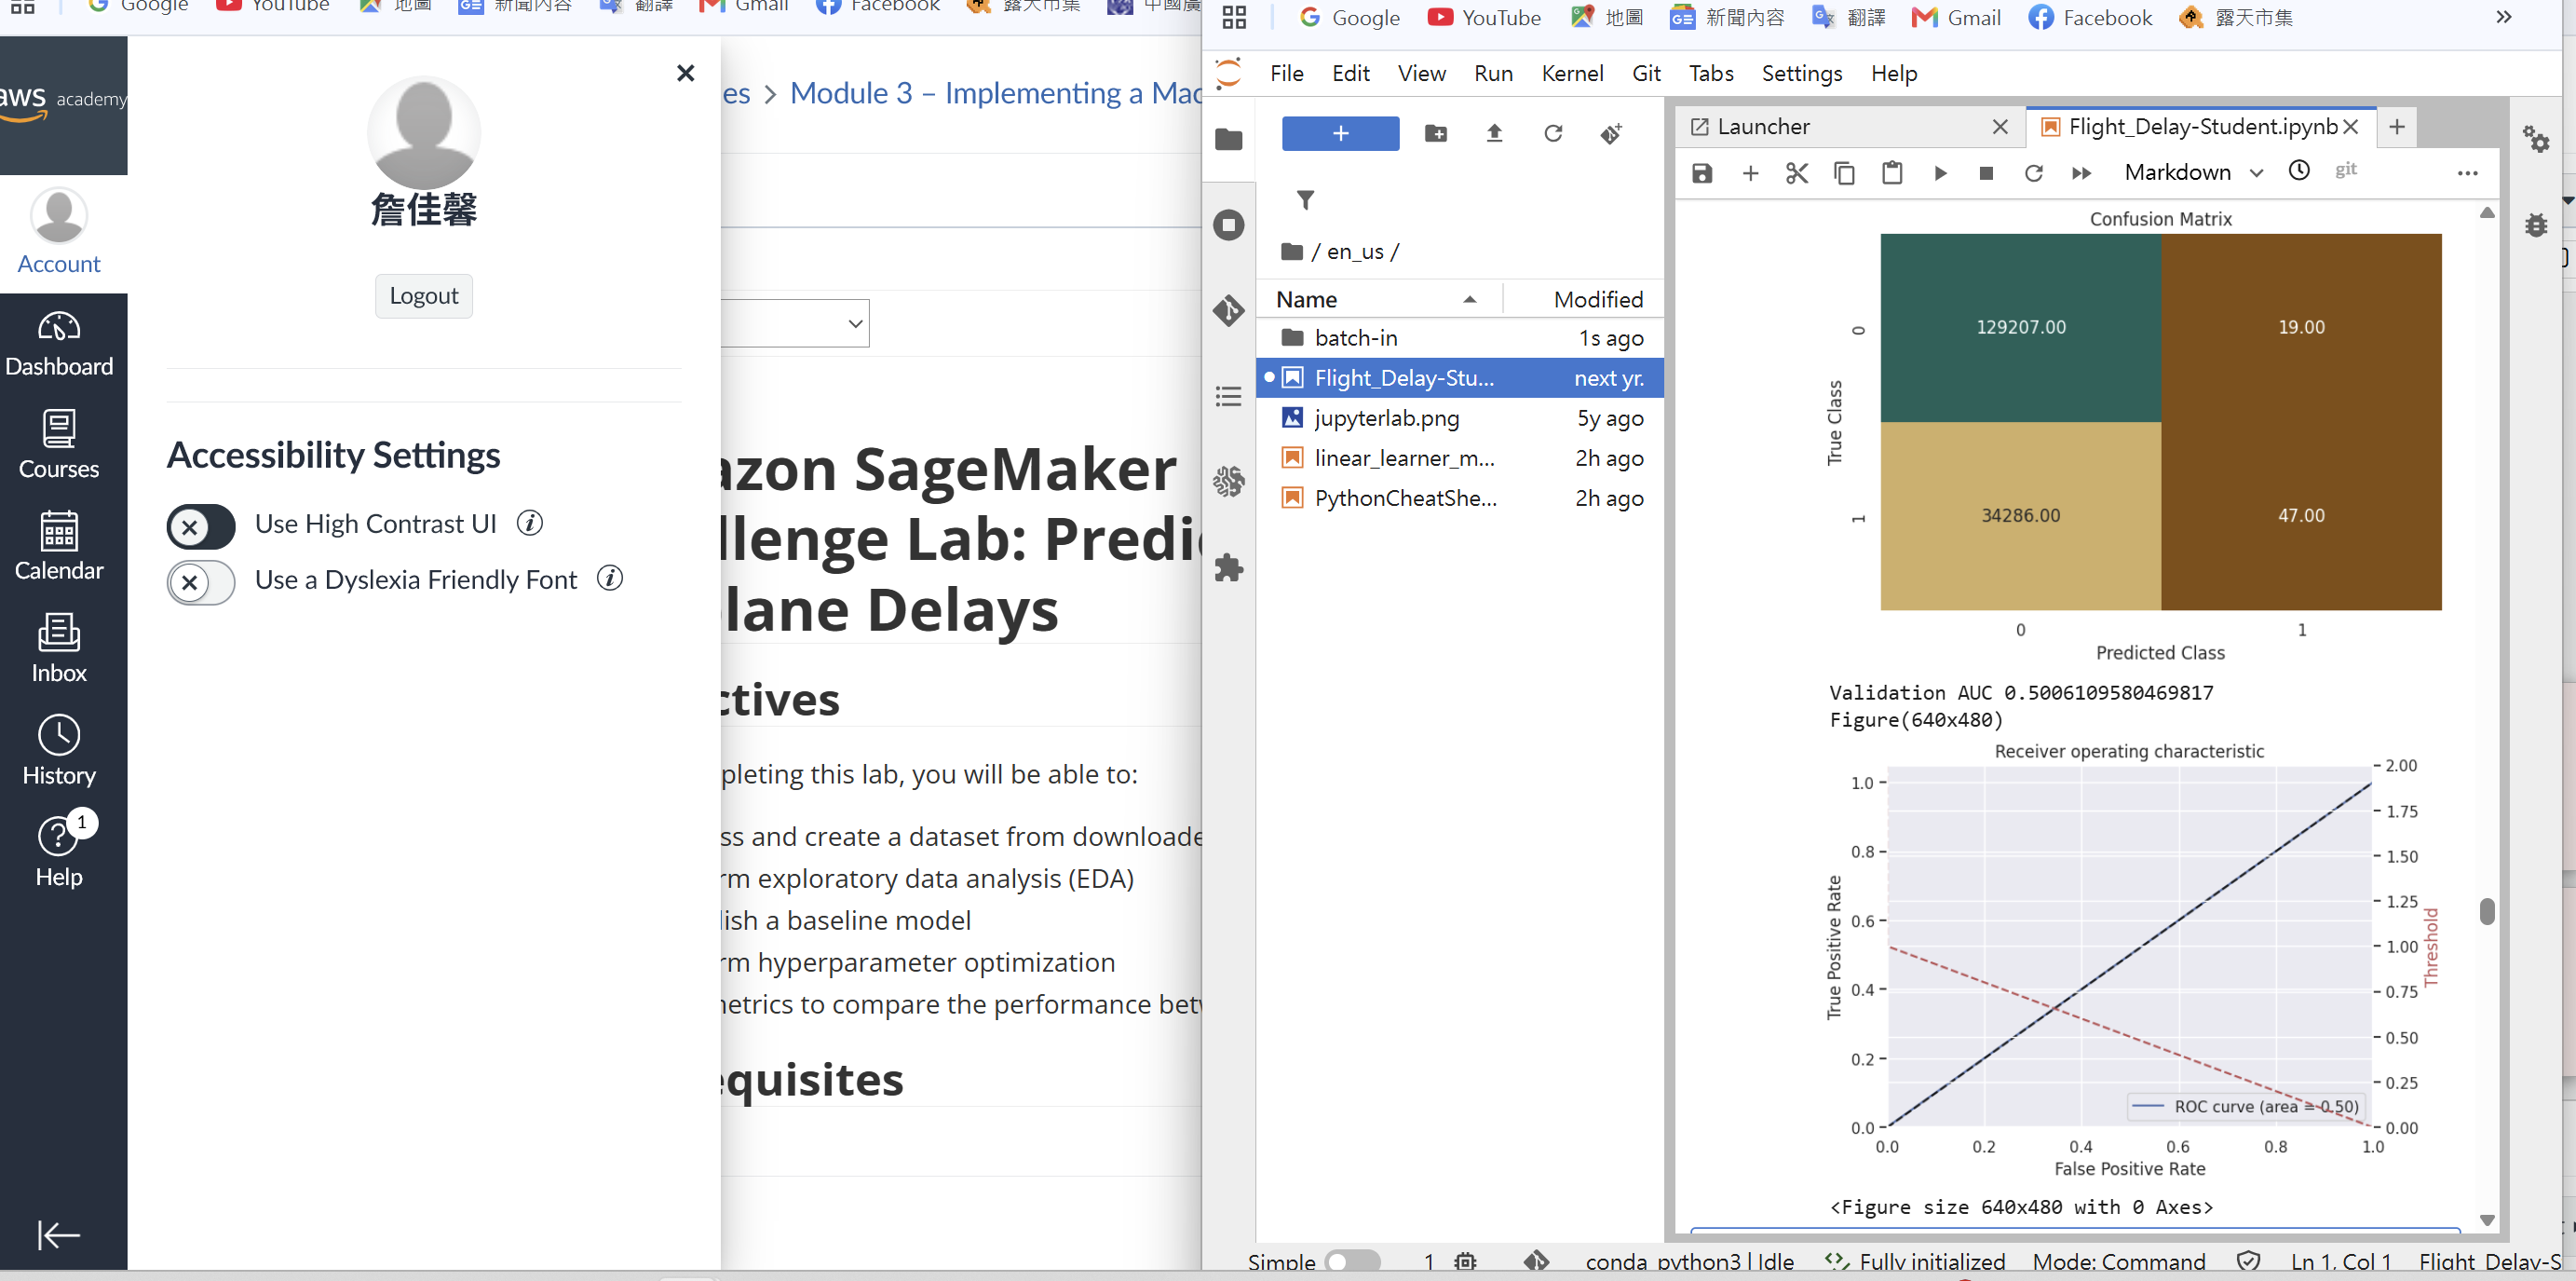 Google YouTube 地圖 新聞內容 翻譯 Gmail Facebook 露天市集
aws academy
Account
Dashboard
Courses
Calendar
Inbox
History
1
Help
詹佳馨
Logout
Accessibility Settings
Use High Contrast UI
Use a Dyslexia Friendly Font
es > Module 3 – Implementing a Mac
azon SageMaker
llenge Lab: Predic
lane Delays
ctives
pleting this lab, you will be able to:
ss and create a dataset from downloade
rm exploratory data analysis (EDA)
lish a baseline model
rm hyperparameter optimization
netrics to compare the performance betw
equisites
Google YouTube 地圖 新聞內容 翻譯 Gmail Facebook 露天市集 »
File Edit View Run Kernel Git Tabs Settings Help
/ en_us /
Name Modified
batch-in 1s ago
Flight_Delay-Stu... next yr.
jupyterlab.png 5y ago
linear_learner_m... 2h ago
PythonCheatShe... 2h ago
Launcher
Flight_Delay-Student.ipynb
Markdown git
Confusion Matrix
True Class
0
129207.00 19.00
1
34286.00 47.00
0 1
Predicted Class
Validation AUC 0.5006109580469817
Figure(640x480)
Receiver operating characteristic
True Positive Rate
1.0
0.8
0.6
0.4
0.2
0.0
2.00
1.75
1.50
1.25
1.00
0.75
0.50
0.25
0.00
Threshold
ROC curve (area = 0.50)
0.0 0.2 0.4 0.6 0.8 1.0
False Positive Rate
<Figure size 640x480 with 0 Axes>
Simple 1 conda_python3 | Idle Fully initialized Mode: Command Ln 1, Col 1 Flight_Delay-S